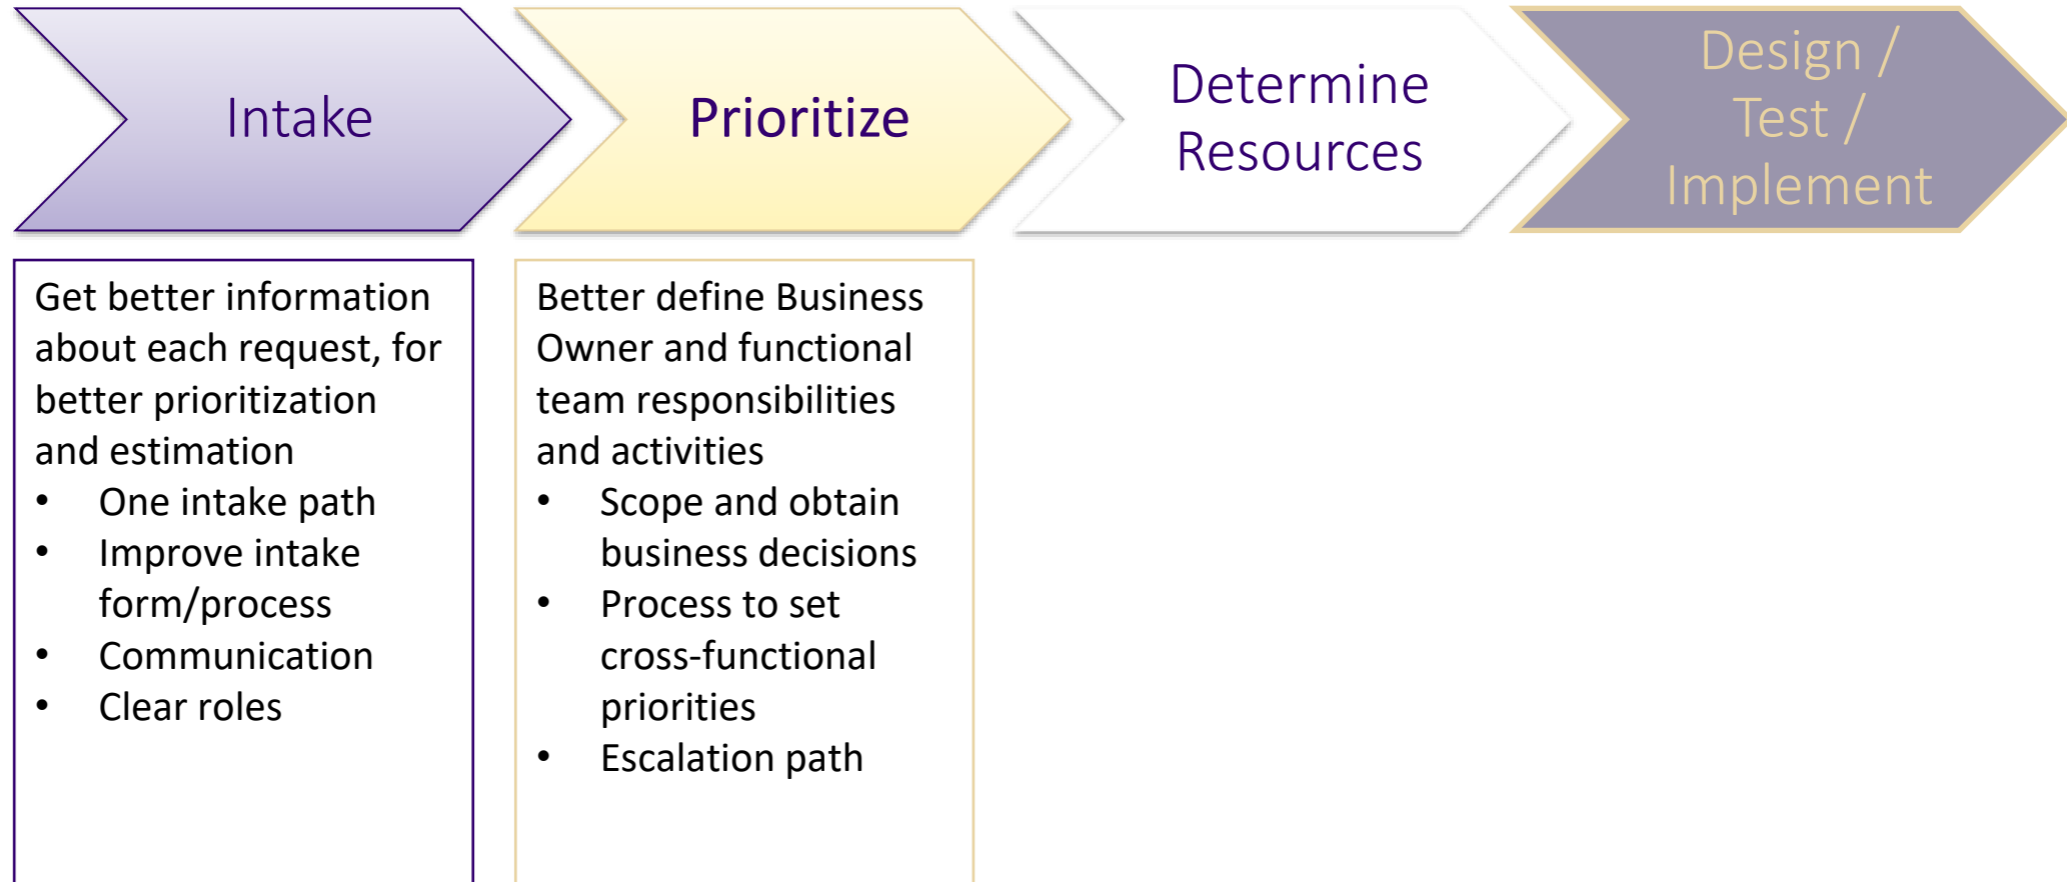 Intake
Prioritize
Determine
Resources
Design /
Test /
Implement
Get better information
about each request, for
better prioritization
and estimation
• One intake path
• Improve intake
form/process
• Communication
• Clear roles
Better define Business
Owner and functional
team responsibilities
and activities
• Scope and obtain
business decisions
• Process to set
cross-functional
priorities
• Escalation path